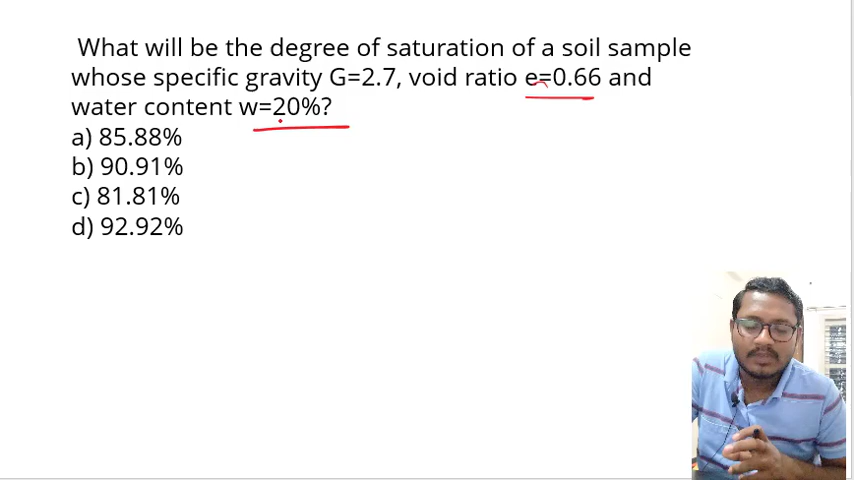 What will be the degree of saturation of a soil sample
whose specific gravity G=2.7, void ratio e=0.66 and
water content w=20%?
a) 85.88%
b) 90.91%
c) 81.81%
d) 92.92%